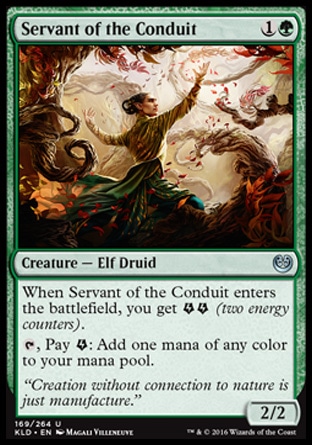 Servant of the Conduit 1
Creature — Elf Druid
When Servant of the Conduit enters
the battlefield, you get (two energy
counters).
, Pay : Add one mana of any color
to your mana pool.
“Creation without connection to nature is
just manufacture.”
2/2
169/264 U
KLD • EN Magali Villeneuve
™ & © 2016 Wizards of the Coast